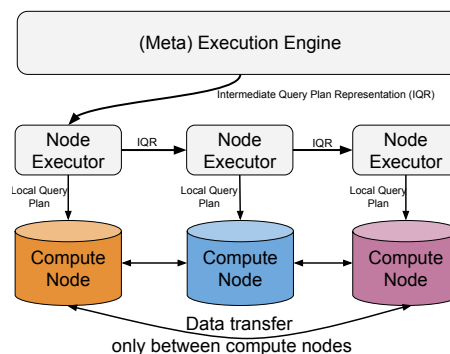 (Meta) Execution Engine
Intermediate Query Plan Representation (IQR)
Node
Executor
IQR
Node
Executor
IQR
Node
Executor
Local Query
Plan
Local Query
Plan
Local Query
Plan
Compute
Node
Compute
Node
Compute
Node
Data transfer
only between compute nodes